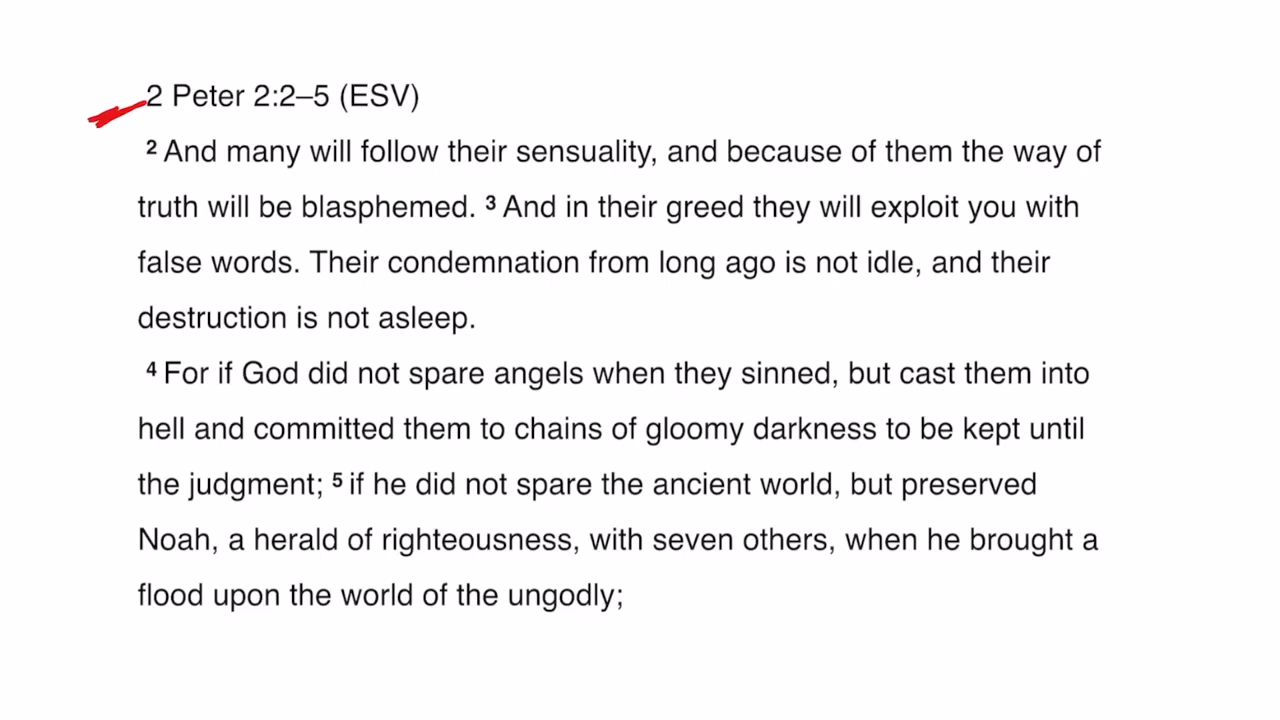 2 Peter 2:2–5 (ESV)
2 And many will follow their sensuality, and because of them the way of
truth will be blasphemed. 3 And in their greed they will exploit you with
false words. Their condemnation from long ago is not idle, and their
destruction is not asleep.
4 For if God did not spare angels when they sinned, but cast them into
hell and committed them to chains of gloomy darkness to be kept until
the judgment; 5 if he did not spare the ancient world, but preserved
Noah, a herald of righteousness, with seven others, when he brought a
flood upon the world of the ungodly;